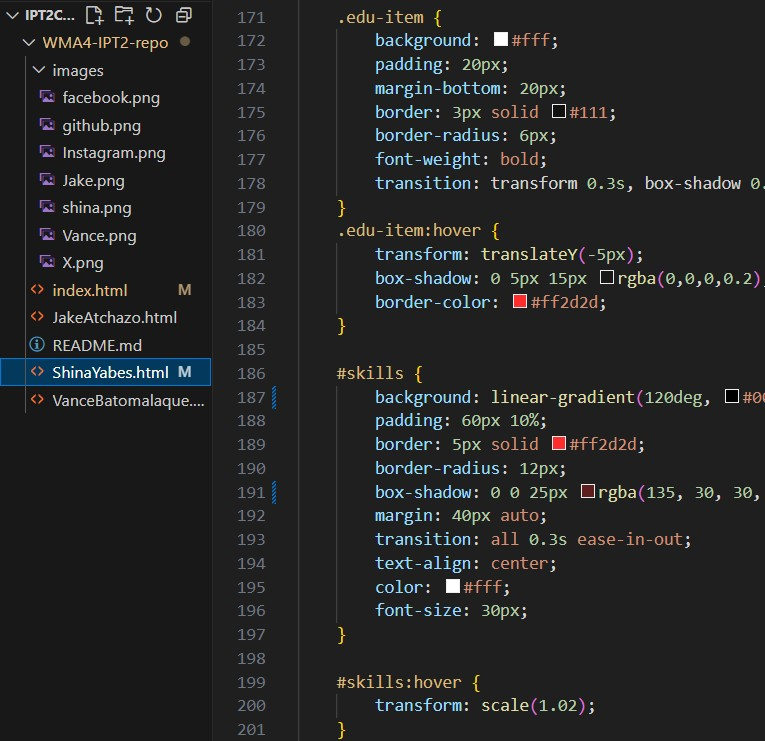 IPT2C...
WMA4-IPT2-repo
images
facebook.png
github.png
Instagram.png
Jake.png
shina.png
Vance.png
X.png
index.html M
JakeAtchazo.html
README.md
ShinaYabes.html M
VanceBatomalaque....
171 .edu-item {
172 background: #fff;
173 padding: 20px;
174 margin-bottom: 20px;
175 border: 3px solid #111;
176 border-radius: 6px;
177 font-weight: bold;
178 transition: transform 0.3s, box-shadow 0.
179 }
180 .edu-item:hover {
181 transform: translateY(-5px);
182 box-shadow: 0 5px 15px rgba(0,0,0,0.2)
183 border-color: #ff2d2d;
184 }
185
186 #skills {
187 background: linear-gradient(120deg, #00
188 padding: 60px 10%;
189 border: 5px solid #ff2d2d;
190 border-radius: 12px;
191 box-shadow: 0 0 25px rgba(135, 30, 30,
192 margin: 40px auto;
193 transition: all 0.3s ease-in-out;
194 text-align: center;
195 color: #fff;
196 font-size: 30px;
197 }
198
199 #skills:hover {
200 transform: scale(1.02);
201 }